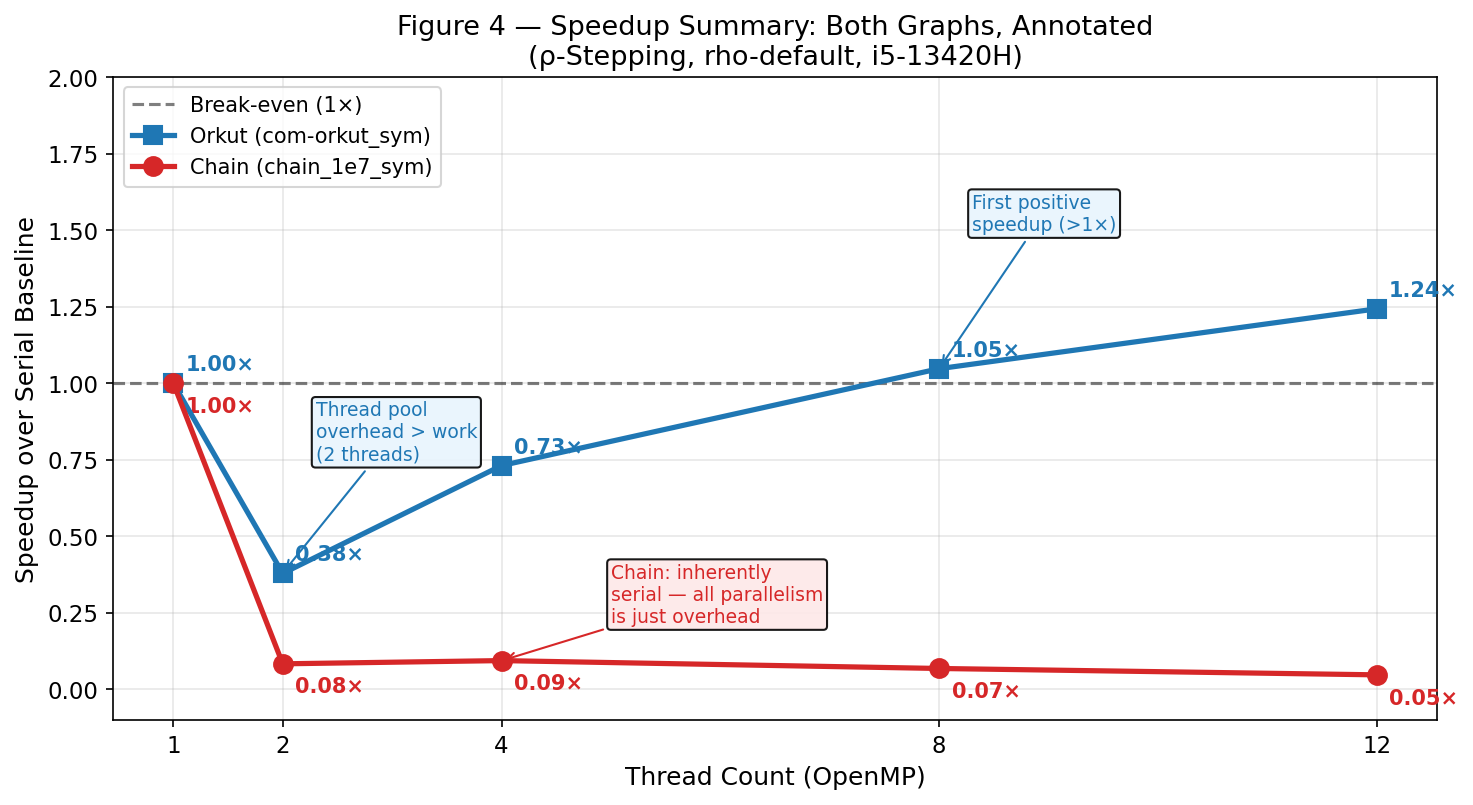 Figure 4 — Speedup Summary: Both Graphs, Annotated
(ρ-Stepping, rho-default, i5-13420H)
Speedup over Serial Baseline
2.00
1.75
1.50
1.25
1.00
0.75
0.50
0.25
0.00
Break-even (1×)
Orkut (com-orkut_sym)
Chain (chain_1e7_sym)
First positive
speedup (>1×)
1.24×
1.05×
1.00×
1.00×
Thread pool
overhead > work
(2 threads)
0.73×
0.38×
Chain: inherently
serial — all parallelism
is just overhead
0.08×
0.09×
0.07×
0.05×
1
2
4
8
12
Thread Count (OpenMP)